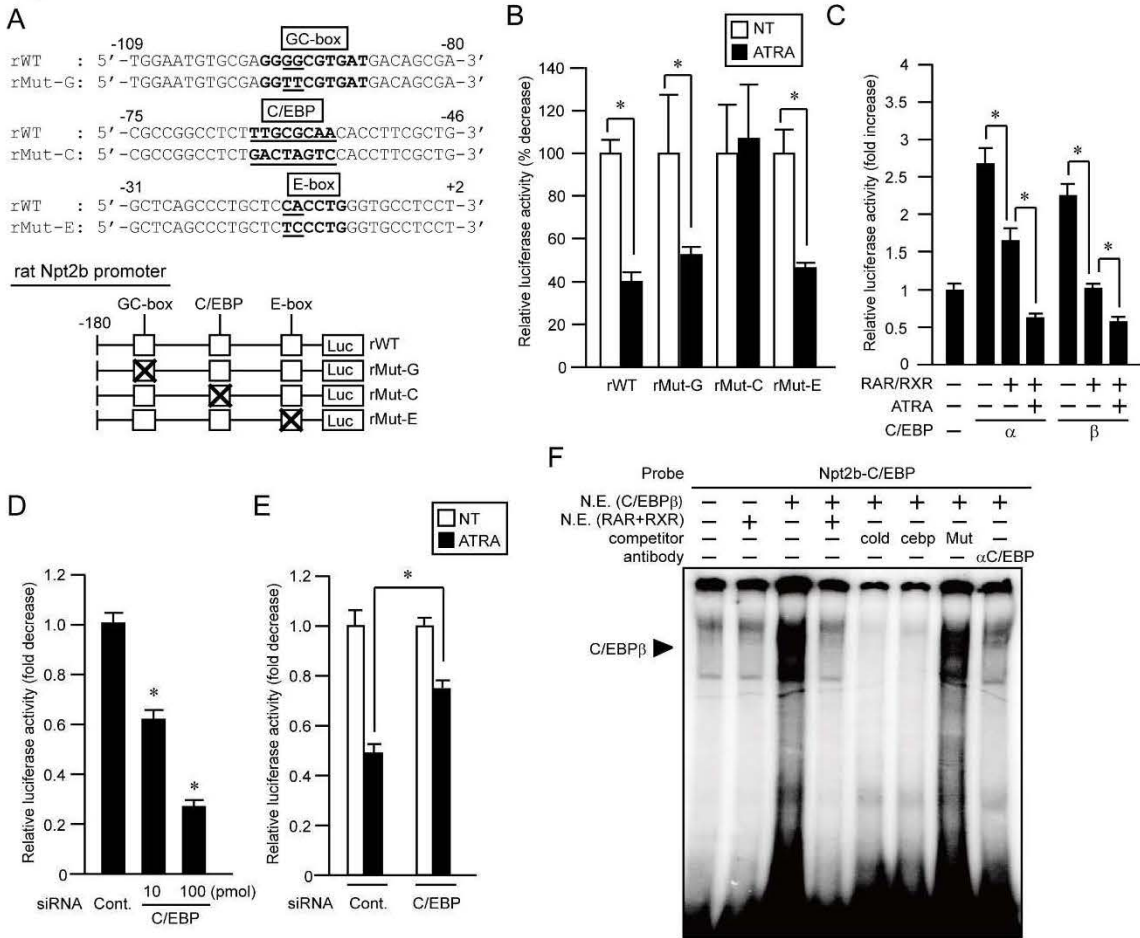 A
-109 GC-box -80
rWT : 5’-TGGAATGTGCGAGGGGCGTGATGACAGCGA-3’
rMut-G: 5’-TGGAATGTGCGAGGTTCGTGATGACAGCGA-3’
-75 C/EBP -46
rWT : 5’-CGCCGGCCTCTTTGCGCAACACCTTCGCTG-3’
rMut-C: 5’-CGCCGGCCTCTGACTAGTCCACCTTCGCTG-3’
-31 E-box +2
rWT : 5’-GCTCAGCCCTGCTCCACCTGGGTGCCTCCT-3’
rMut-E: 5’-GCTCAGCCCTGCTCTCCCTGGGTGCCTCCT-3’
rat Npt2b promoter
GC-box C/EBP E-box
-180
Luc rWT
Luc rMut-G
Luc rMut-C
Luc rMut-E
B
NT
ATRA
Relative luciferase activity (% decrease)
140
120
100
80
60
40
20
0
* * *
rWT rMut-G rMut-C rMut-E
C
Relative luciferase activity (fold increase)
4
3.5
3
2.5
2
1.5
1
0.5
0
* * * *
RAR/RXR – – + + – + +
ATRA – – – + – – +
C/EBP – α β
D
Relative luciferase activity (fold decrease)
1.2
1.0
0.8
0.6
0.4
0.2
0
* *
siRNA Cont. 10 100 (pmol)
C/EBP
E
NT
ATRA
Relative luciferase activity (fold decrease)
1.2
1.0
0.8
0.6
0.4
0.2
0
*
siRNA Cont. C/EBP
F
Probe Npt2b-C/EBP
N.E. (C/EBPβ) – – + + + + + +
N.E. (RAR+RXR) – + – + – – – –
competitor – – – – cold cebp Mut –
antibody – – – – – – – αC/EBP
C/EBPβ